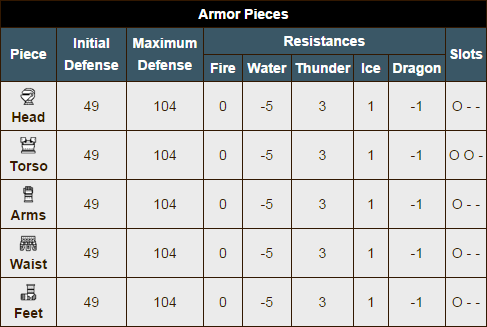 Armor Pieces
Piece Initial Defense Maximum Defense Resistances Slots
Fire Water Thunder Ice Dragon
Head 49 104 0 -5 3 1 -1 O - -
Torso 49 104 0 -5 3 1 -1 O O -
Arms 49 104 0 -5 3 1 -1 O - -
Waist 49 104 0 -5 3 1 -1 O - -
Feet 49 104 0 -5 3 1 -1 O - -